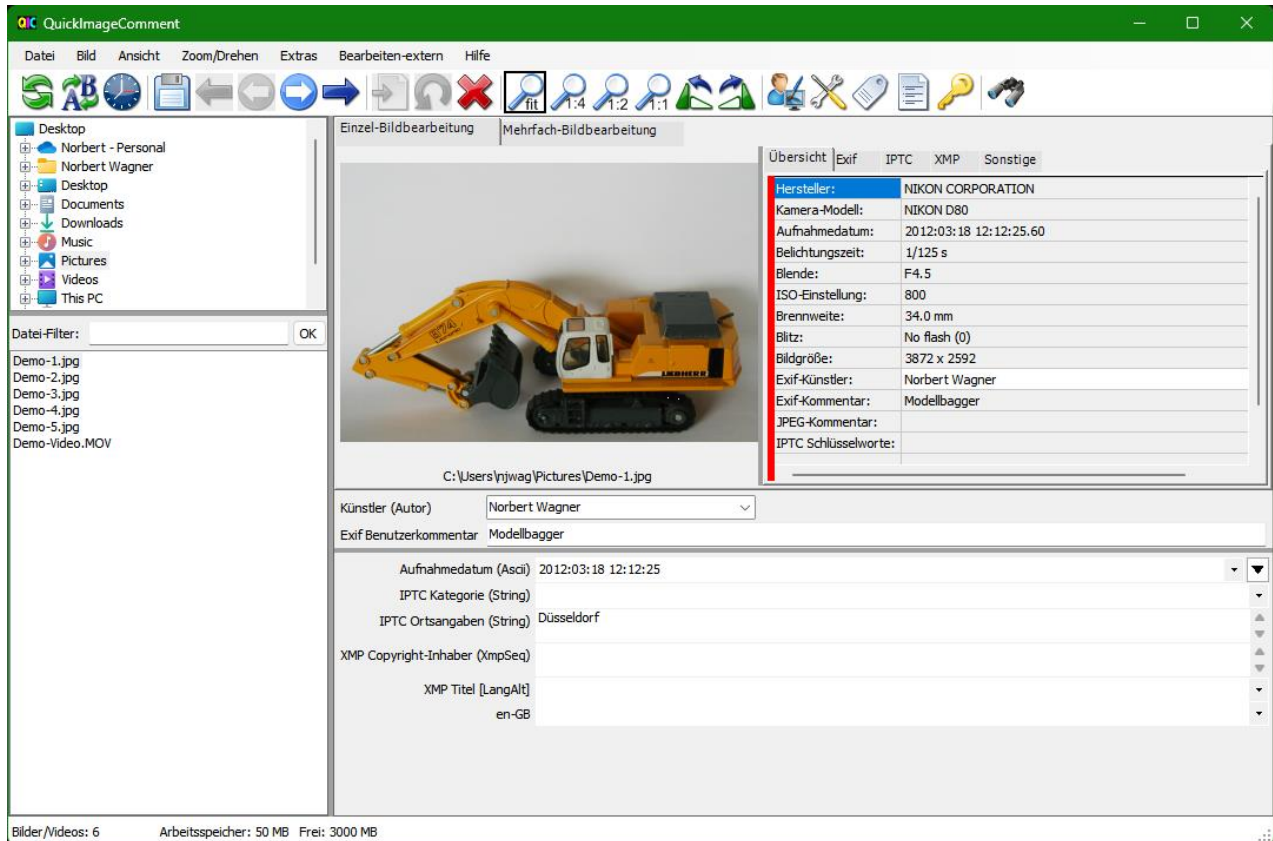 QIC QuickImageComment
Datei Bild Ansicht Zoom/Drehen Extras Bearbeiten-extern Hilfe
AB fit 1:4 1:2 1:1
Desktop
Norbert - Personal
Norbert Wagner
Desktop
Documents
Downloads
Music
Pictures
Videos
This PC
Datei-Filter: OK
Demo-1.jpg
Demo-2.jpg
Demo-3.jpg
Demo-4.jpg
Demo-5.jpg
Demo-Video.MOV
Einzel-Bildbearbeitung Mehrfach-Bildbearbeitung
974
LIEBHERR
C:\Users\njwag\Pictures\Demo-1.jpg
Übersicht Exif IPTC XMP Sonstige
Hersteller: NIKON CORPORATION
Kamera-Modell: NIKON D80
Aufnahmedatum: 2012:03:18 12:12:25.60
Belichtungszeit: 1/125 s
Blende: F4.5
ISO-Einstellung: 800
Brennweite: 34.0 mm
Blitz: No flash (0)
Bildgröße: 3872 x 2592
Exif-Künstler: Norbert Wagner
Exif-Kommentar: Modellbagger
JPEG-Kommentar:
IPTC Schlüsselworte:
Künstler (Autor) Norbert Wagner
Exif Benutzerkommentar Modellbagger
Aufnahmedatum (Ascii) 2012:03:18 12:12:25
IPTC Kategorie (String)
IPTC Ortsangaben (String) Düsseldorf
XMP Copyright-Inhaber (XmpSeq)
XMP Titel [LangAlt]
en-GB
Bilder/Videos: 6 Arbeitsspeicher: 50 MB Frei: 3000 MB